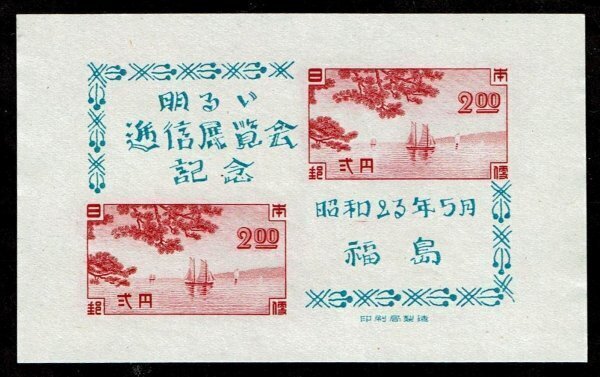 明るい
逓信展覧会
記念
日本
2.00
弐円
郵便
昭和23年5月
福島
日本
2.00
弐円
郵便
印刷局製造